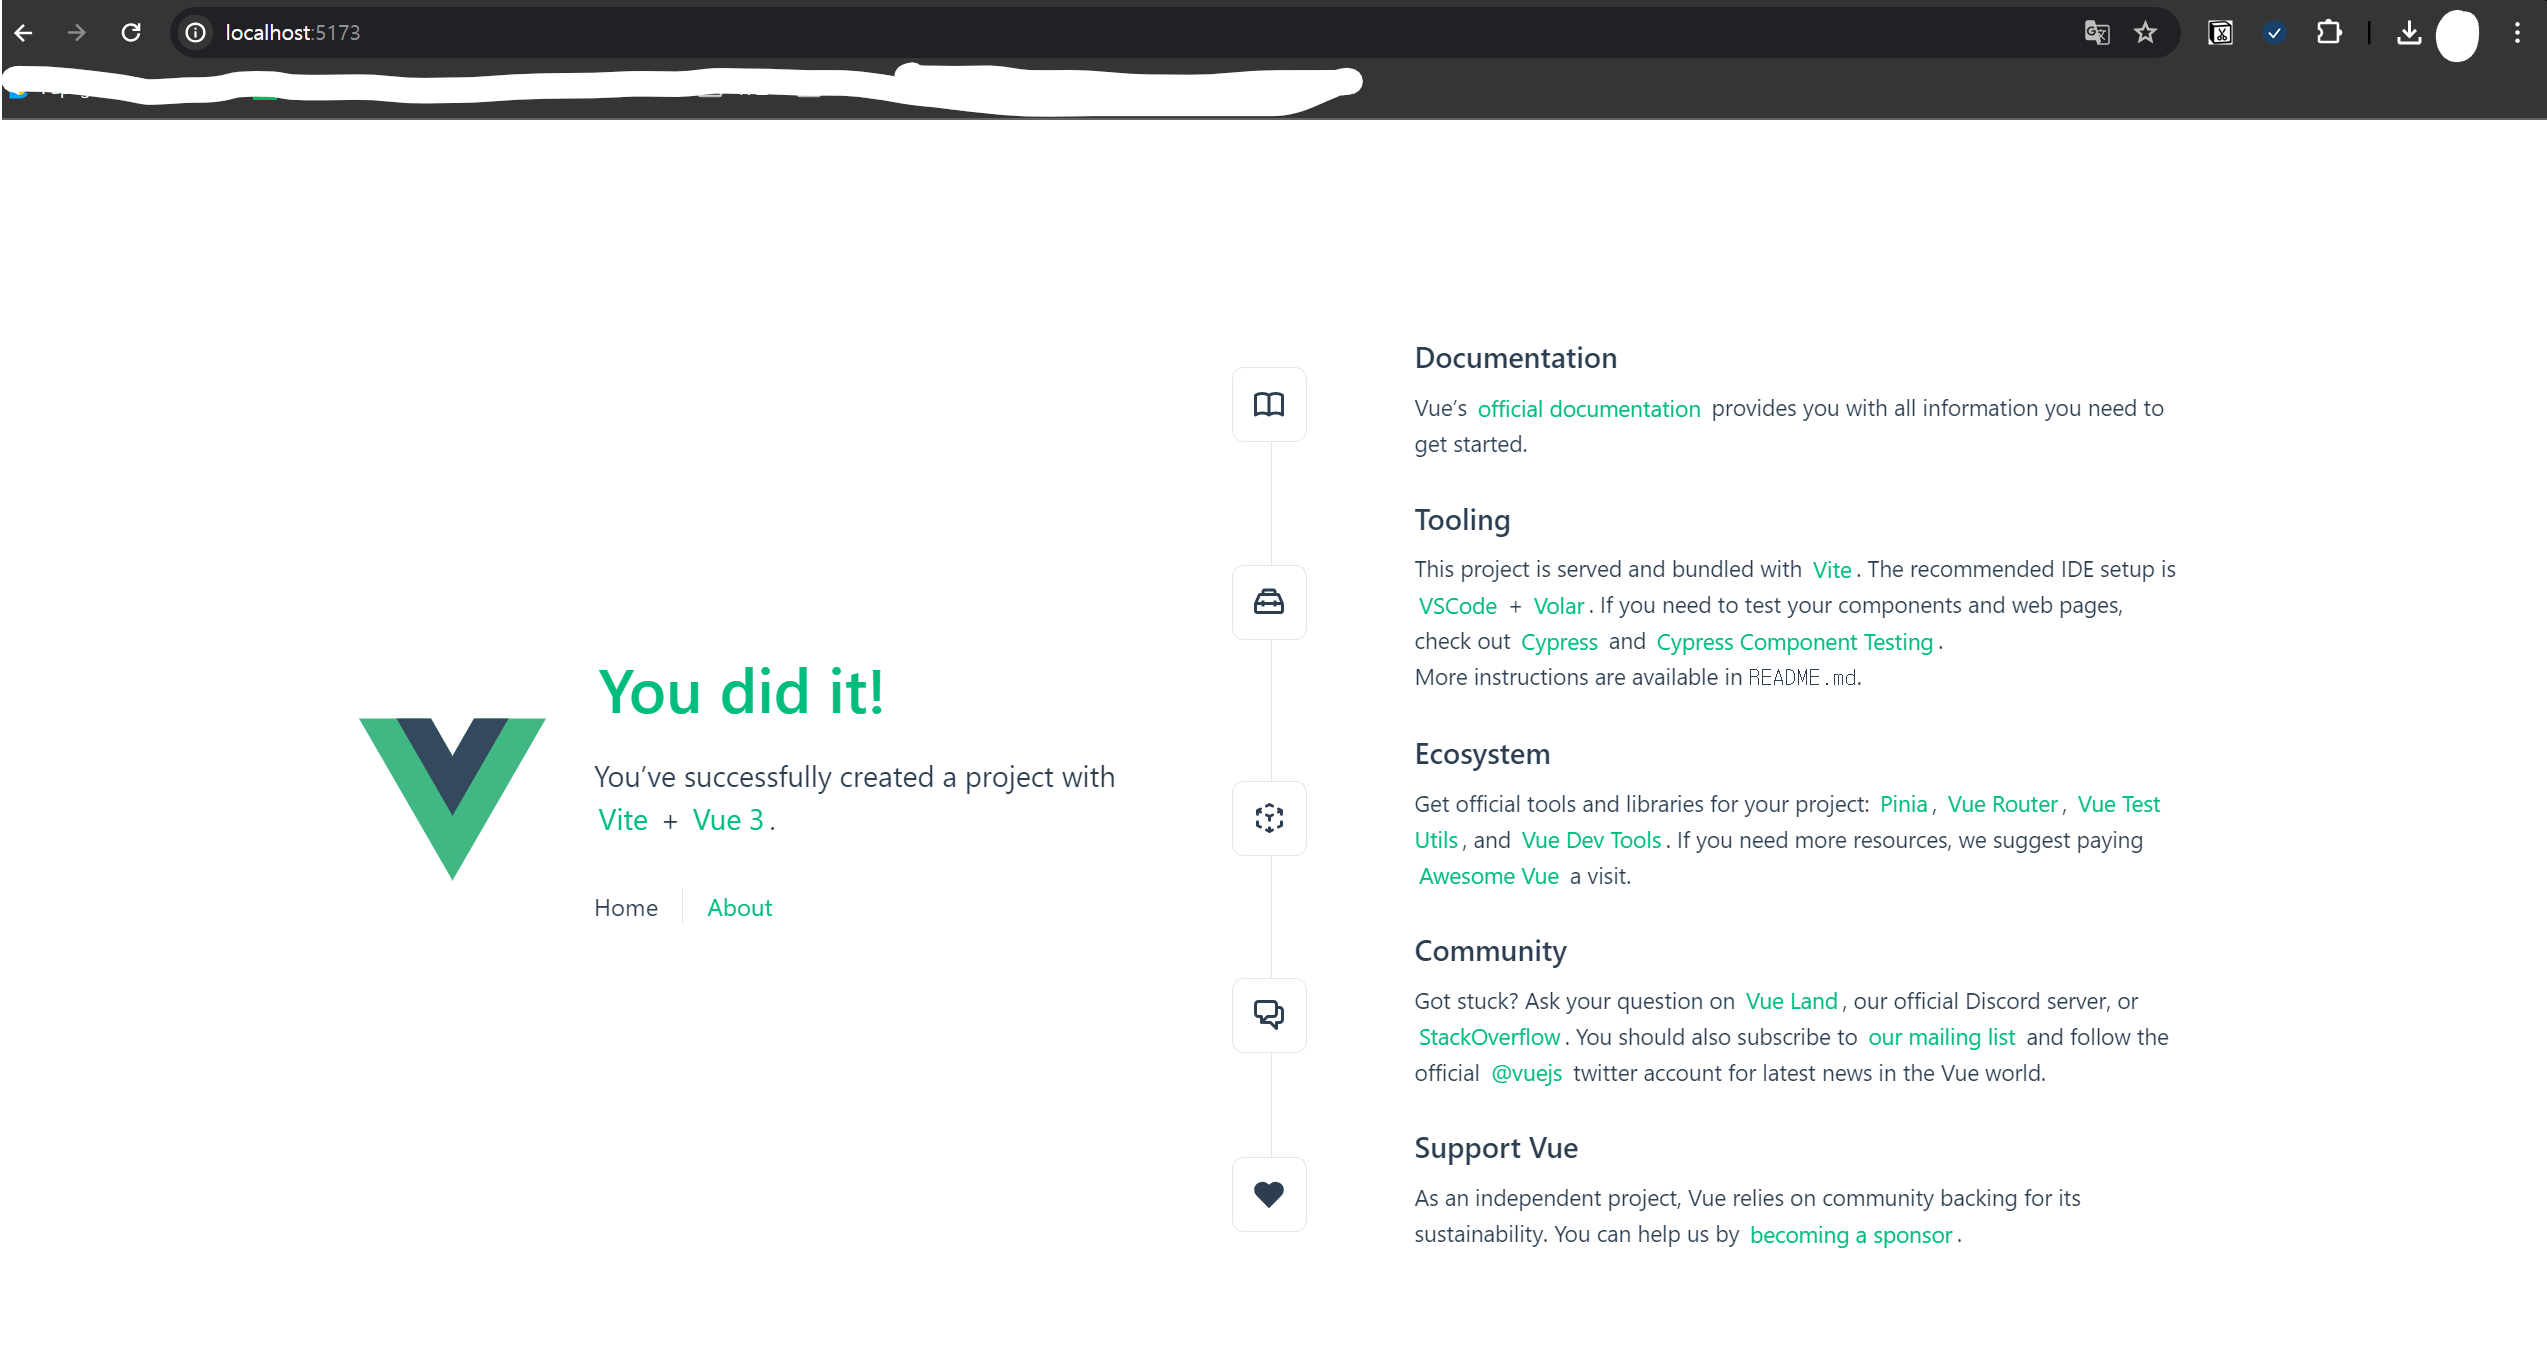 localhost:5173
You did it!
You’ve successfully created a project with
Vite + Vue 3.
Home About
Documentation
Vue’s official documentation provides you with all information you need to
get started.
Tooling
This project is served and bundled with Vite. The recommended IDE setup is
VSCode + Volar. If you need to test your components and web pages,
check out Cypress and Cypress Component Testing.
More instructions are available in README.md.
Ecosystem
Get official tools and libraries for your project: Pinia, Vue Router, Vue Test
Utils, and Vue Dev Tools. If you need more resources, we suggest paying
Awesome Vue a visit.
Community
Got stuck? Ask your question on Vue Land, our official Discord server, or
StackOverflow. You should also subscribe to our mailing list and follow the
official @vuejs twitter account for latest news in the Vue world.
Support Vue
As an independent project, Vue relies on community backing for its
sustainability. You can help us by becoming a sponsor.